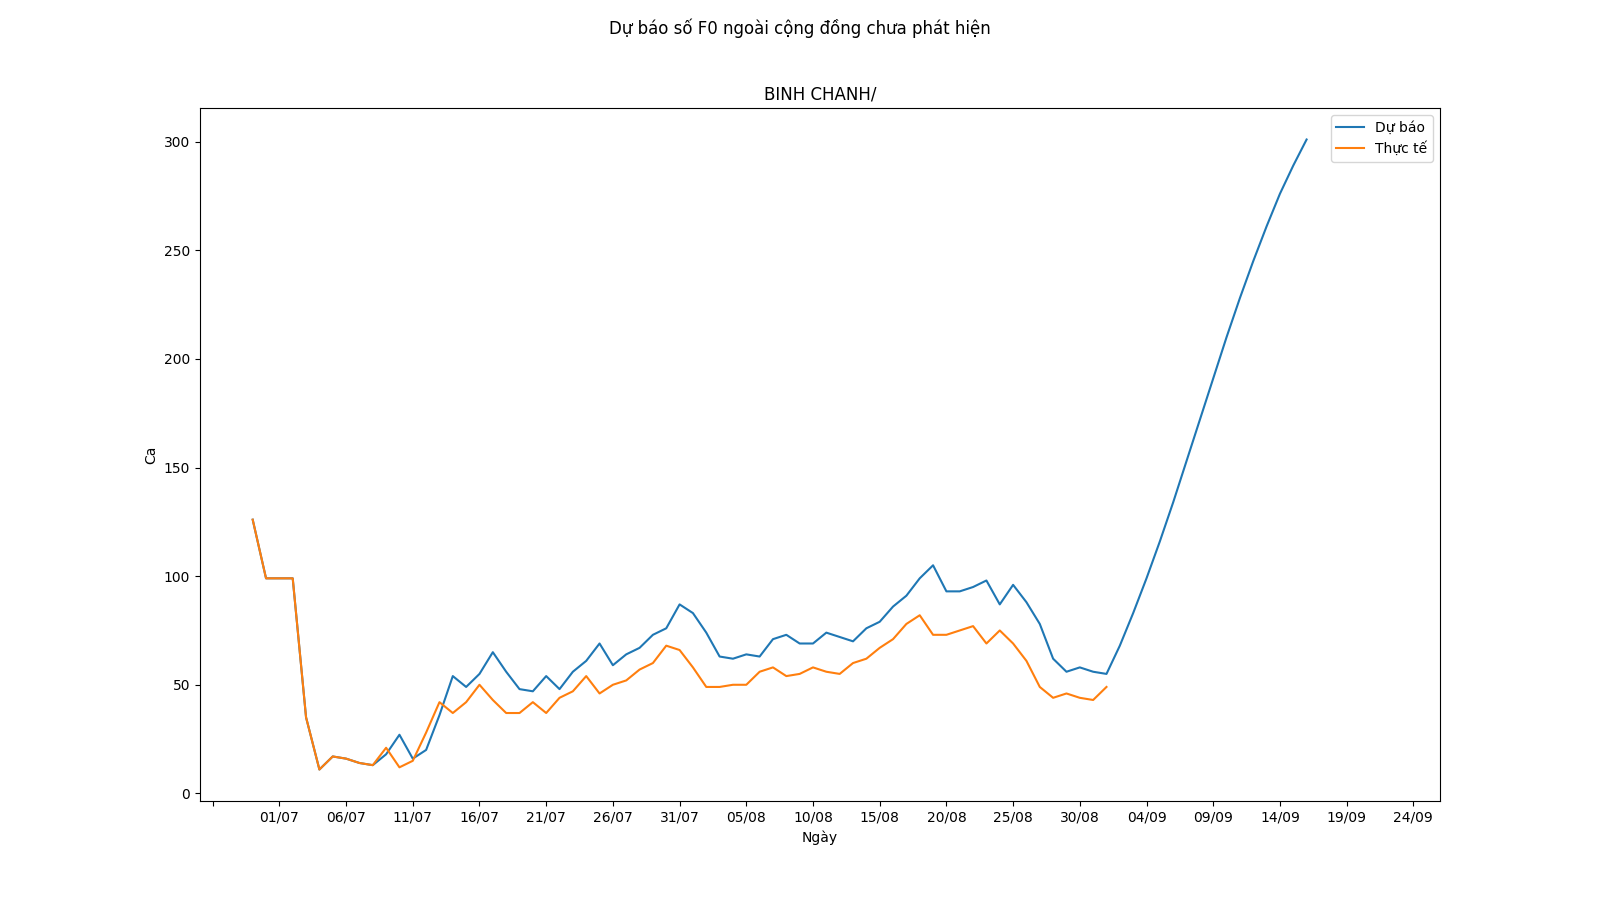 Dự báo số F0 ngoài cộng đồng chưa phát hiện
BINH CHANH/
Dự báo
Thực tế
300
250
200
150
100
50
0
Ca
01/07 06/07 11/07 16/07 21/07 26/07 31/07 05/08 10/08 15/08 20/08 25/08 30/08 04/09 09/09 14/09 19/09 24/09
Ngày